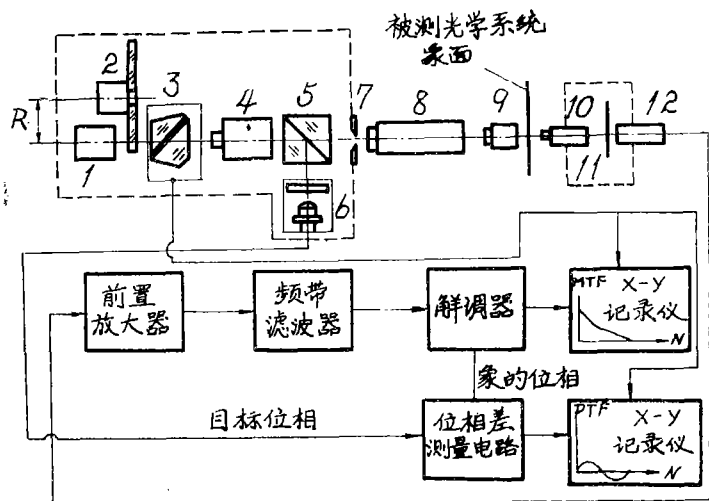 被测光学系统
象面
2
3
4
5
7
8
9
10
12
R
1
6
11
前置
放大器
频带
滤波器
解调器
MTF X-Y
记录仪
N
象的位相
目标位相
位相差
测量电路
PTF X-Y
记录仪
N